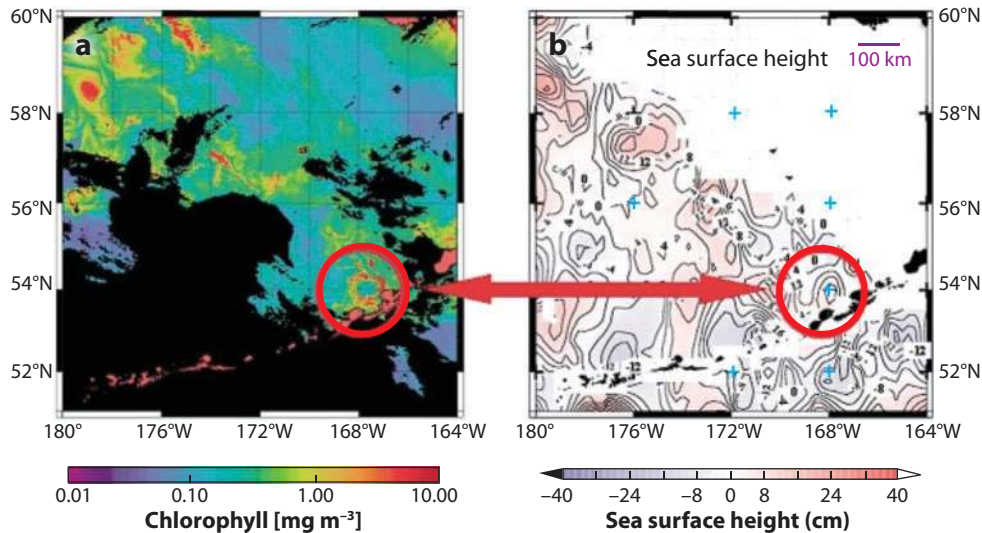 a
60°N
58°N
56°N
54°N
52°N
180°
176°W
172°W
168°W
164°W
0.01
0.10
1.00
10.00
Chlorophyll [mg m⁻³]
b
Sea surface height
100 km
60°N
58°N
56°N
54°N
52°N
180°
176°W
172°W
168°W
164°W
−40
−24
−8
0
8
24
40
Sea surface height (cm)